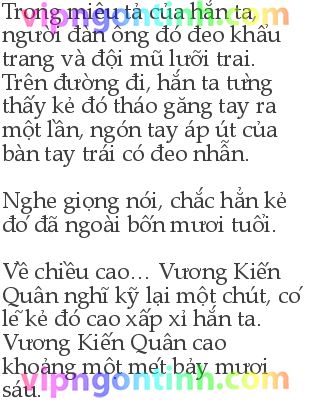 vipngontinh.com
Trong miêu tả của hắn ta,
người đàn ông đó đeo khẩu
trang và đội mũ lưỡi trai.
Trên đường đi, hắn ta từng
thấy kẻ đó tháo găng tay ra
một lần, ngón tay áp út của
bàn tay trái có đeo nhẫn.
Nghe giọng nói, chắc hẳn kẻ
đó đã ngoài bốn mươi tuổi.
Về chiều cao... Vương Kiến
Quân nghĩ kỹ lại một chút, có
lẽ kẻ đó cao xấp xỉ hắn ta.
Vương Kiến Quân cao
khoảng một mét bảy mươi
sáu.
vipngontinh.com